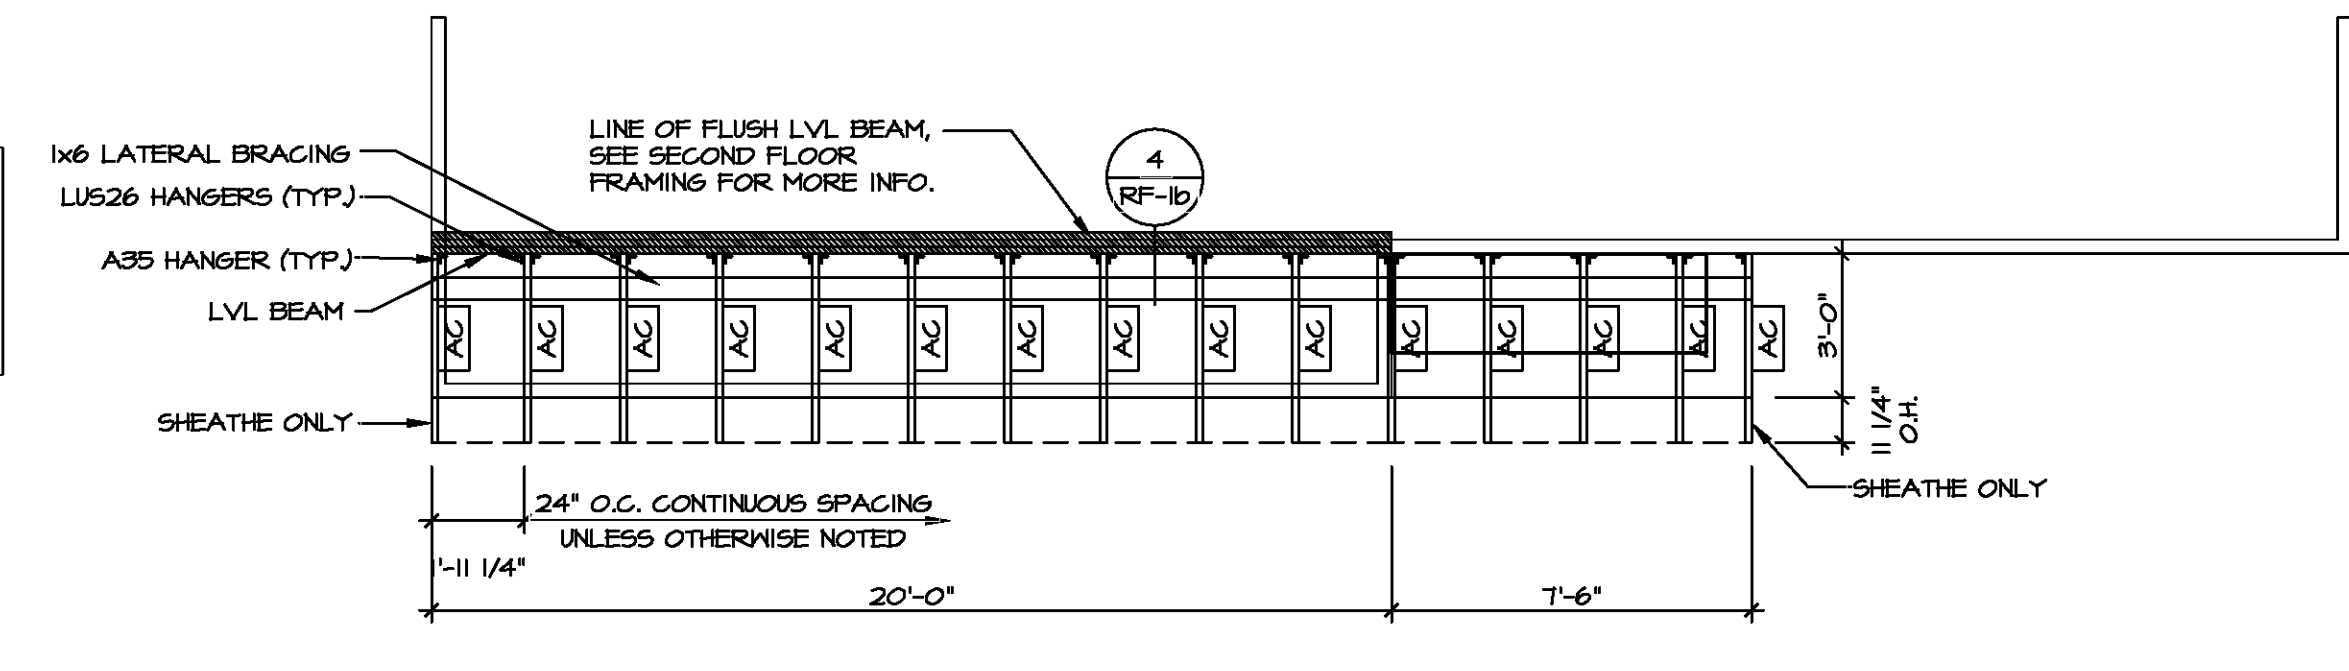 LINE OF FLUSH LVL BEAM,
SEE SECOND FLOOR
FRAMING FOR MORE INFO.
4
RF-1b
1x6 LATERAL BRACING
LUS26 HANGERS (TYP.)
A35 HANGER (TYP.)
LVL BEAM
AC
AC
AC
AC
AC
AC
AC
AC
AC
AC
AC
AC
AC
AC
3'-0"
11 1/4"
O.H.
SHEATHE ONLY
SHEATHE ONLY
24" O.C. CONTINUOUS SPACING
UNLESS OTHERWISE NOTED
1'-11 1/4"
20'-0"
7'-6"